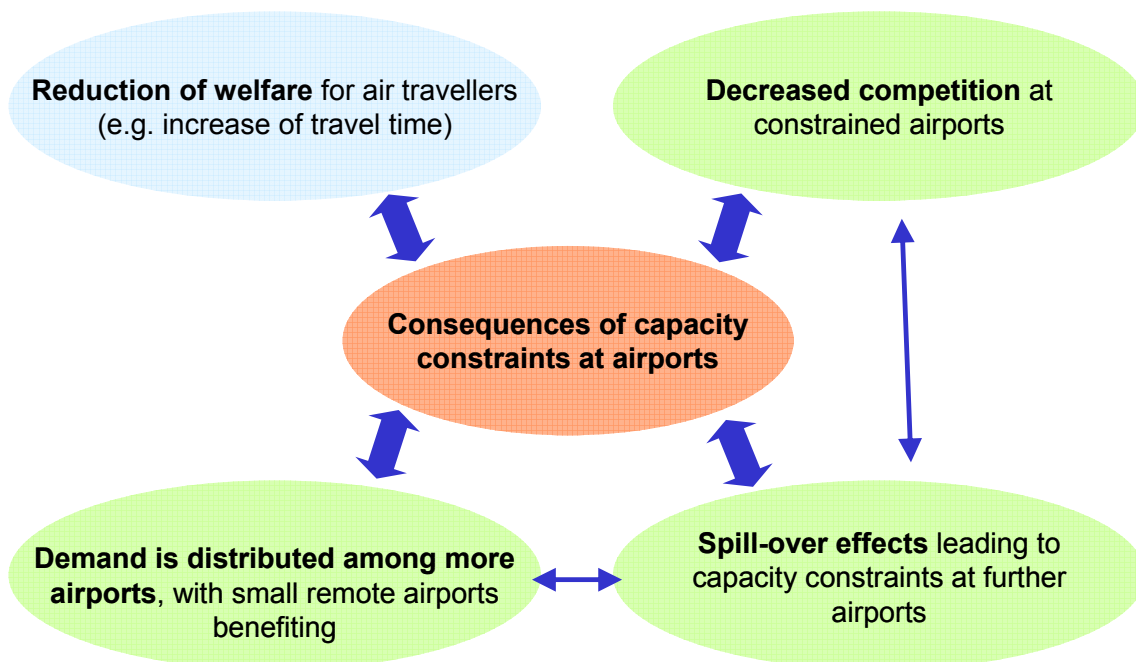 Reduction of welfare for air travellers
(e.g. increase of travel time)
Decreased competition at
constrained airports
Consequences of capacity
constraints at airports
Demand is distributed among more
airports, with small remote airports
benefiting
Spill-over effects leading to
capacity constraints at further
airports